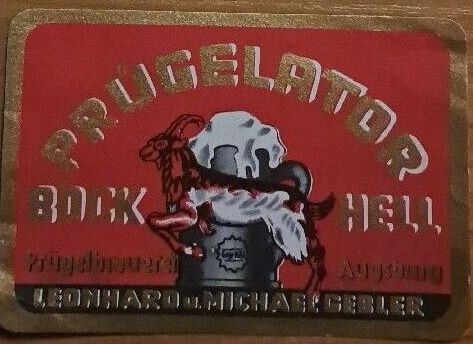 PRÜGELATOR
BOCK HELL
Prügelbrauerei Augsburg
LEONHARD U. MICHAEL GEBLER